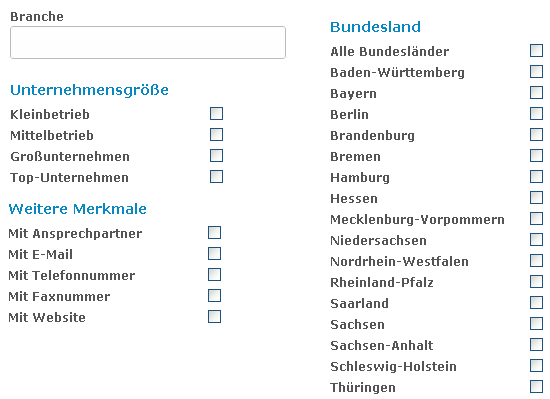 Branche
Unternehmensgröße
Kleinbetrieb
Mittelbetrieb
Großunternehmen
Top-Unternehmen
Weitere Merkmale
Mit Ansprechpartner
Mit E-Mail
Mit Telefonnummer
Mit Faxnummer
Mit Website
Bundesland
Alle Bundesländer
Baden-Württemberg
Bayern
Berlin
Brandenburg
Bremen
Hamburg
Hessen
Mecklenburg-Vorpommern
Niedersachsen
Nordrhein-Westfalen
Rheinland-Pfalz
Saarland
Sachsen
Sachsen-Anhalt
Schleswig-Holstein
Thüringen